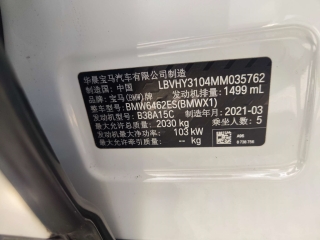 华晨宝马汽车有限公司制造
制造国：中国 LBVHY3104MM035762
品牌：宝马(BMW)牌 发动机排量：1499 mL
整车型号：BMW6462ES(BMWX1)
发动机型号：B38A15C 制造年月：2021-03
最大允许总质量：2030 kg 乘坐人数：5
发动机最大净功率：103 kW
最大允许牵引质量：-- kg